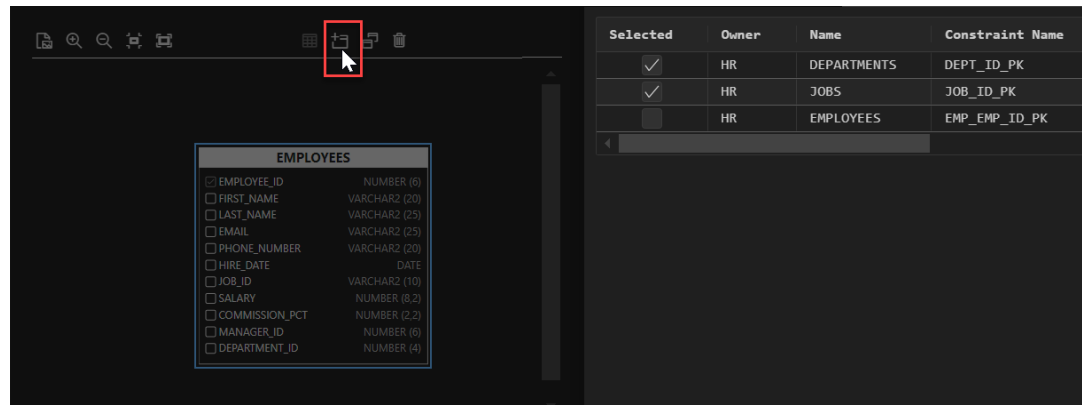 Selected Owner Name Constraint Name
HR DEPARTMENTS DEPT_ID_PK
HR JOBS JOB_ID_PK
HR EMPLOYEES EMP_EMP_ID_PK
EMPLOYEES
EMPLOYEE_ID NUMBER (6)
FIRST_NAME VARCHAR2 (20)
LAST_NAME VARCHAR2 (25)
EMAIL VARCHAR2 (25)
PHONE_NUMBER VARCHAR2 (20)
HIRE_DATE DATE
JOB_ID VARCHAR2 (10)
SALARY NUMBER (8,2)
COMMISSION_PCT NUMBER (2,2)
MANAGER_ID NUMBER (6)
DEPARTMENT_ID NUMBER (4)